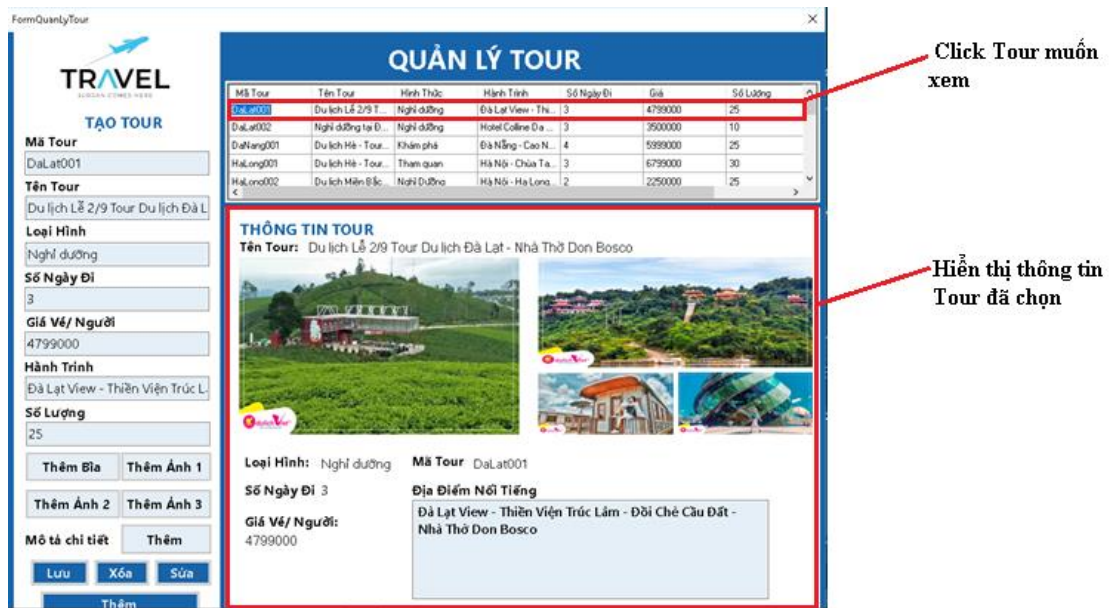 FormQuanLyTour
TRAVEL
SLOGAN COMES HERE
TẠO TOUR
Mã Tour
DaLat001
Tên Tour
Du lịch Lễ 2/9 Tour Du lịch Đà L
Loại Hình
Nghỉ dưỡng
Số Ngày Đi
3
Giá Vé/ Người
4799000
Hành Trình
Đà Lạt View - Thiền Viện Trúc L
Số Lượng
25
Thêm Bìa Thêm Ảnh 1
Thêm Ảnh 2 Thêm Ảnh 3
Mô tả chi tiết Thêm
Lưu Xóa Sửa
Thêm
QUẢN LÝ TOUR
Mã Tour Tên Tour Hình Thức Hành Trình Số Ngày Đi Giá Số Lượng
DaLat001 Du lịch Lễ 2/9 T... Nghỉ dưỡng Đà Lạt View - Thi... 3 4799000 25
DaLat002 Nghỉ dưỡng tại Đ... Nghỉ dưỡng Hotel Colline Da ... 3 3500000 10
DaNang001 Du lịch Hè - Tour... Khám phá Đà Nẵng - Cao N... 4 5999000 25
HaLong001 Du lịch Hè - Tour... Tham quan Hà Nội - Chùa Ta... 3 6799000 30
HaLong002 Du lịch Miền Bắc... Nghỉ Dưỡng Hà Nội - Ha Long... 2 2250000 25
THÔNG TIN TOUR
Tên Tour: Du lịch Lễ 2/9 Tour Du lịch Đà Lạt - Nhà Thờ Don Bosco
Loại Hình: Nghỉ dưỡng Mã Tour DaLat001
Số Ngày Đi 3 Địa Điểm Nổi Tiếng
Giá Vé/ Người:
4799000
Đà Lạt View - Thiền Viện Trúc Lâm - Đồi Chè Cầu Đất -
Nhà Thờ Don Bosco
Click Tour muốn
xem
Hiển thị thông tin
Tour đã chọn